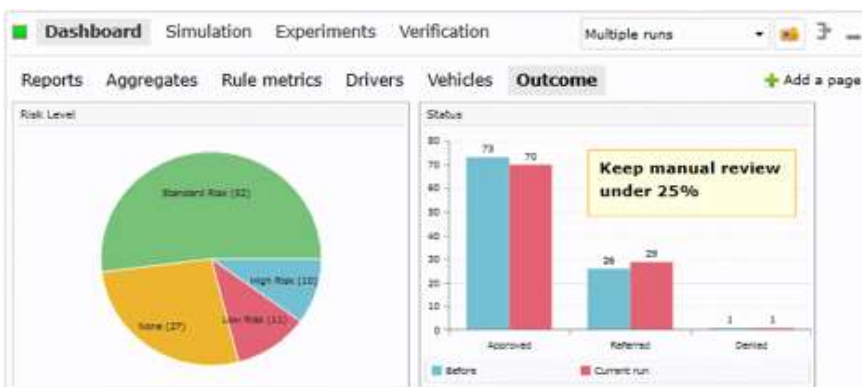 Dashboard Simulation Experiments Verification Multiple runs
Reports Aggregates Rule metrics Drivers Vehicles Outcome Add a page
Risk Level
Standard Risk (52)
High Risk (10)
Low Risk (11)
None (27)
Status
80
70
60
50
40
30
20
10
0
73 70
26 29
1 1
Keep manual review
under 25%
Approved Referred Denied
Before Current run